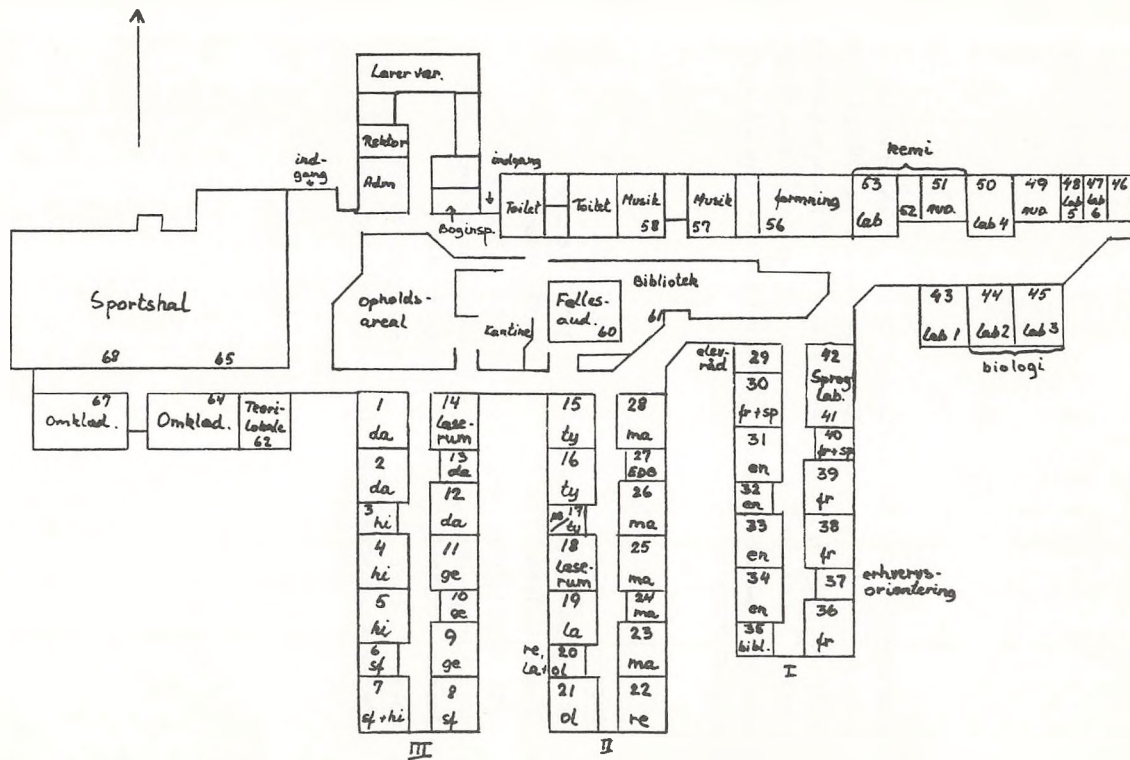 Lærervær.
Rektor
Adm
ind-
gang
indgang
Boginsp.
Toilet
Toilet
Musik
58
Musik
57
formning
56
kemi
53
lab
52
51
aud.
50
lab 4
49
aud.
48
lab
5
47
lab
6
46
Sportshal
68
65
Opholds-
areal
Kantine
Fælles-
aud.
60
Bibliotek
61
43
lab 1
44
lab 2
45
lab 3
biologi
67
Omklæd.
64
Omklæd.
Teori-
lokale
62
1
da
2
da
3
hi
4
hi
5
hi
6
sf
7
sf + hi
14
læse-
rum
13
da
12
da
11
ge
10
ge
9
ge
8
sf
III
15
ty
16
ty
17
ty
18
læse-
rum
19
la
re,
la+ol
20
21
ol
28
ma
27
EDB
26
ma
25
ma
24
ma
23
ma
22
re
II
elev-
råd
29
30
fr + sp
31
en
32
en
33
en
34
en
35
bibl.
42
Sprog-
lab.
41
40
fr + sp
39
fr
38
fr
37
erhvervs-
orientering
36
fr
I